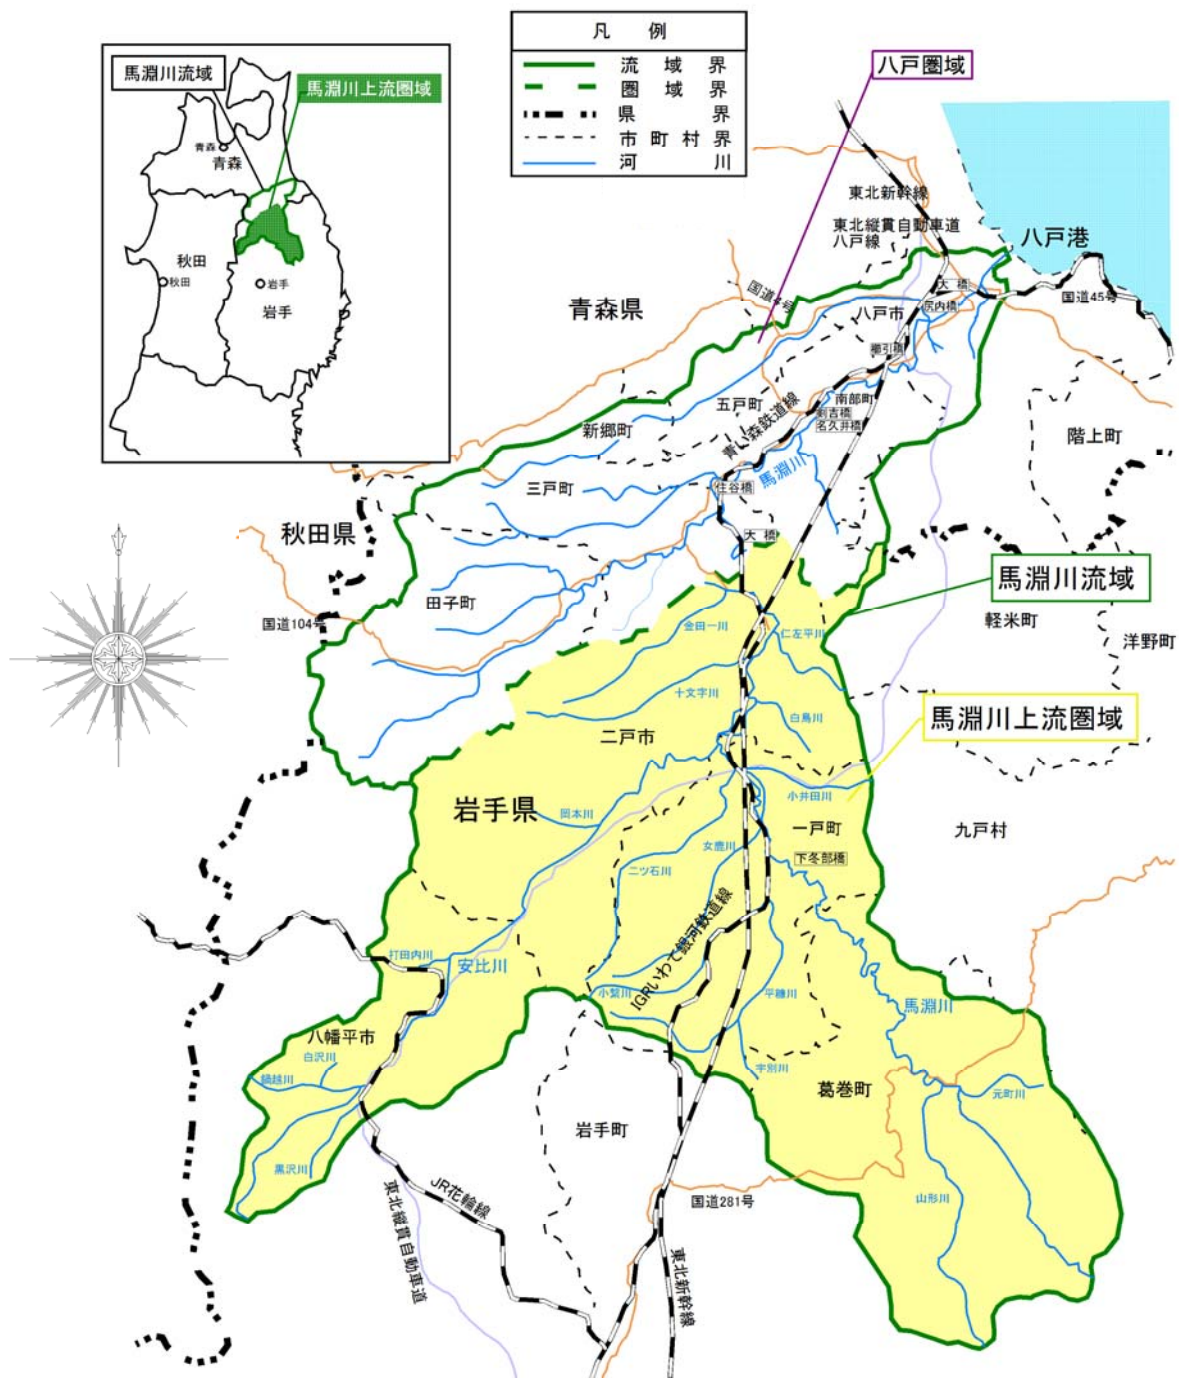 凡例
流域界
圏域界
県界
市町村界
河川
馬淵川流域
馬淵川上流圏域
青森
青森
秋田
秋田
岩手
岩手
八戸圏域
東北新幹線
東北縦貫自動車道
八戸線
八戸港
国道45号
大橋
尻内橋
八戸市
櫛引橋
国道4号
青森県
五戸町
南部町
剣吉橋
名久井橋
青い森鉄道線
新郷町
階上町
三戸町
住谷橋
馬淵川
秋田県
大橋
馬淵川流域
田子町
国道104号
軽米町
洋野町
金田一川
仁左平川
十文字川
白鳥川
馬淵川上流圏域
二戸市
小井田川
岩手県
岡本川
一戸町
九戸村
女鹿川
下冬部橋
二ツ石川
IGRいわて銀河鉄道線
打田内川
安比川
小繋川
平糠川
馬淵川
八幡平市
白沢川
鍋越川
宇別川
葛巻町
元町川
岩手町
黒沢川
JR花輪線
国道281号
山形川
東北縦貫自動車道
東北新幹線